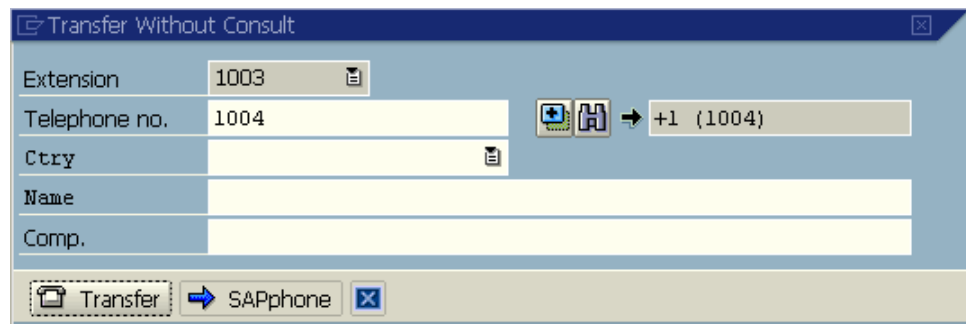 Transfer Without Consult
Extension 1003
Telephone no. 1004 +1 (1004)
Ctry
Name
Comp.
Transfer SAPphone